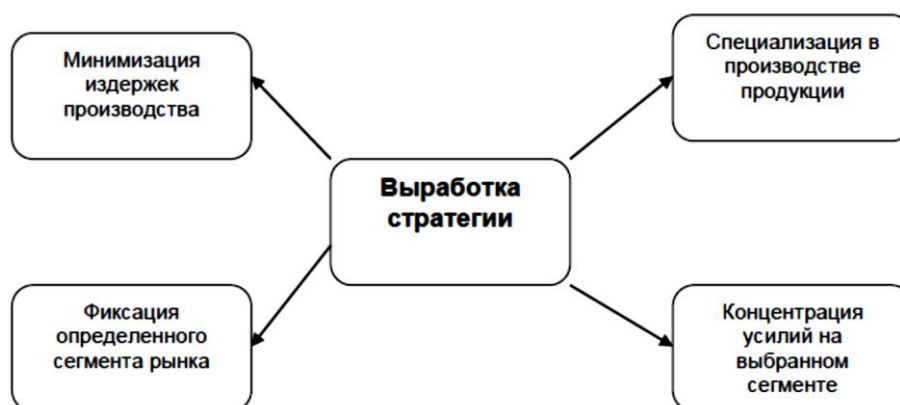 Минимизация
издержек
производства
Специализация в
производстве
продукции
Выработка
стратегии
Фиксация
определенного
сегмента рынка
Концентрация
усилий на
выбранном
сегменте